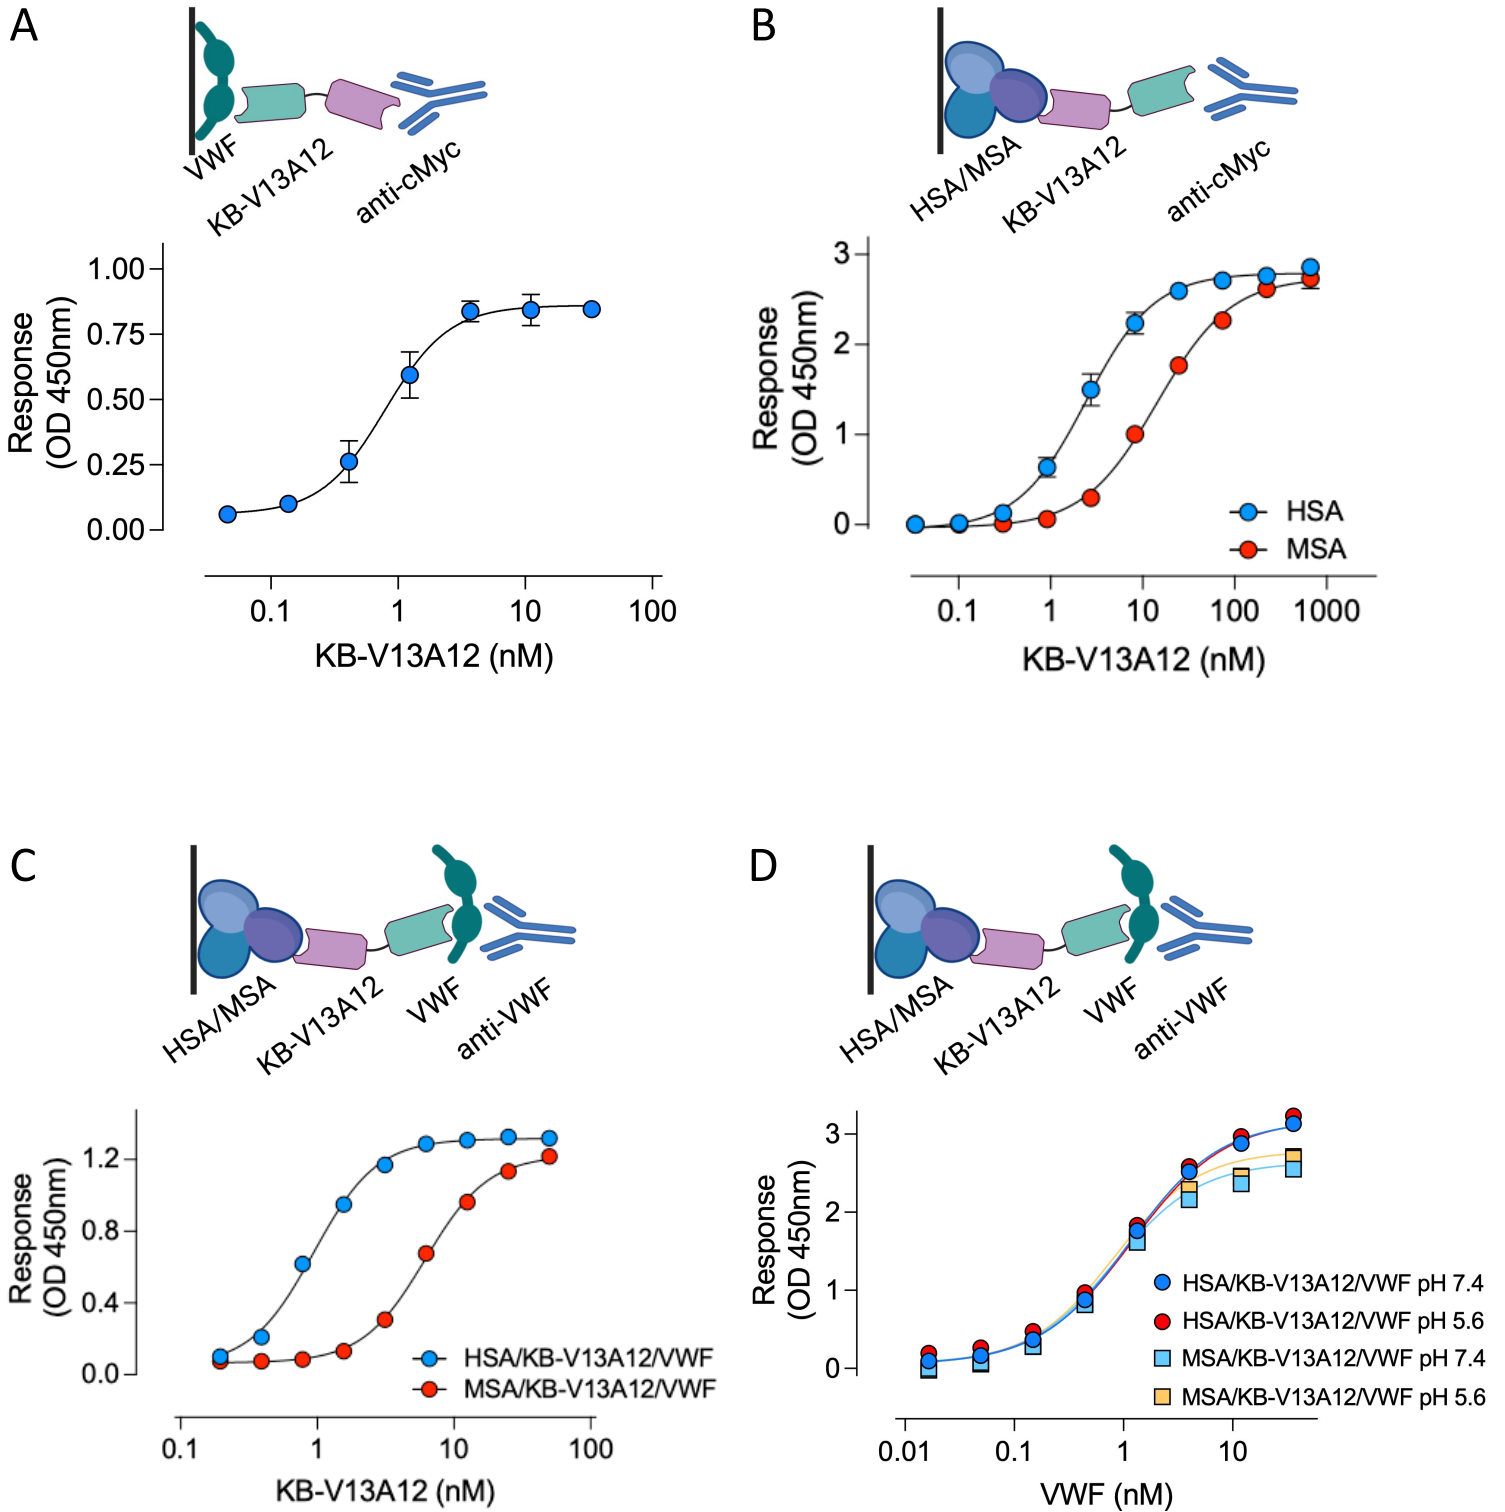 A
VWF
KB-V13A12
anti-cMyc
Response
(OD 450nm)
1.00
0.75
0.50
0.25
0.00
0.1 1 10 100
KB-V13A12 (nM)
B
HSA/MSA
KB-V13A12
anti-cMyc
Response
(OD 450nm)
3
2
1
0
HSA
MSA
0.1 1 10 100 1000
KB-V13A12 (nM)
C
HSA/MSA
KB-V13A12
VWF
anti-VWF
Response
(OD 450nm)
1.2
0.8
0.4
0.0
HSA/KB-V13A12/VWF
MSA/KB-V13A12/VWF
0.1 1 10 100
KB-V13A12 (nM)
D
HSA/MSA
KB-V13A12
VWF
anti-VWF
Response
(OD 450nm)
3
2
1
0
HSA/KB-V13A12/VWF pH 7.4
HSA/KB-V13A12/VWF pH 5.6
MSA/KB-V13A12/VWF pH 7.4
MSA/KB-V13A12/VWF pH 5.6
0.01 0.1 1 10
VWF (nM)